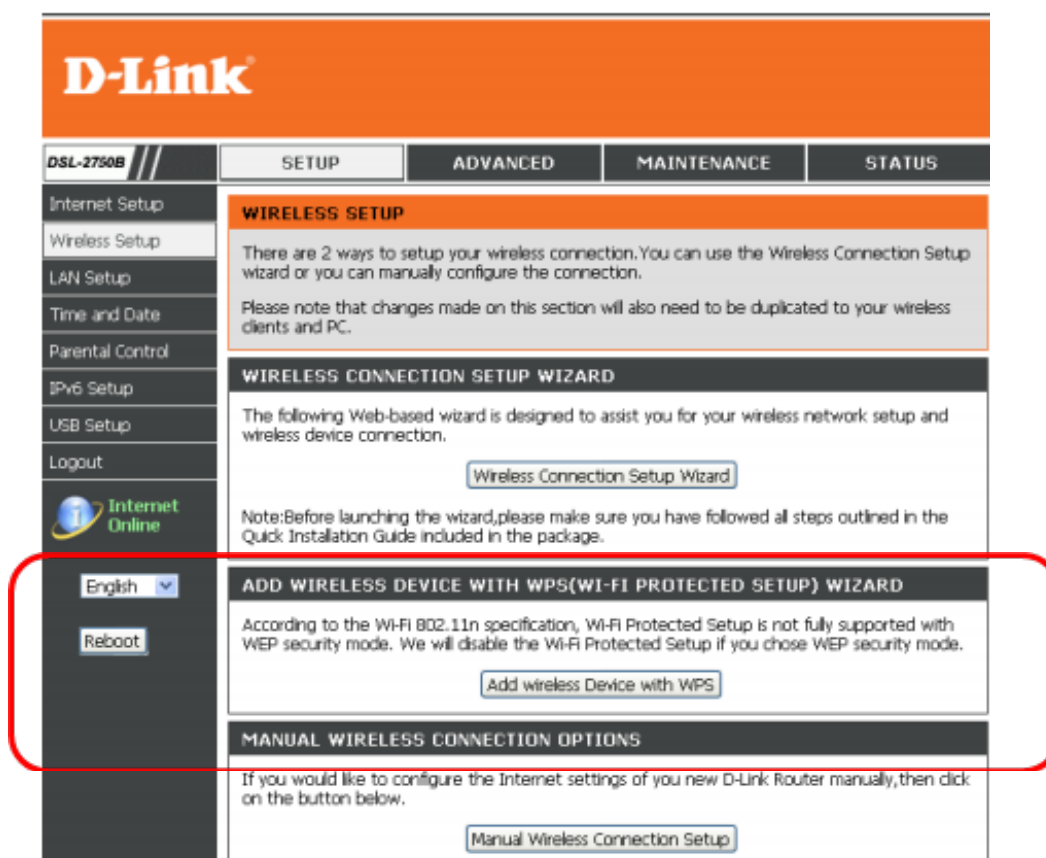 D-Link
DSL-2750B
SETUP
ADVANCED
MAINTENANCE
STATUS
Internet Setup
Wireless Setup
LAN Setup
Time and Date
Parental Control
IPv6 Setup
USB Setup
Logout
Internet
Online
English
Reboot
WIRELESS SETUP
There are 2 ways to setup your wireless connection.You can use the Wireless Connection Setup
wizard or you can manually configure the connection.
Please note that changes made on this section will also need to be duplicated to your wireless
clients and PC.
WIRELESS CONNECTION SETUP WIZARD
The following Web-based wizard is designed to assist you for your wireless network setup and
wireless device connection.
Wireless Connection Setup Wizard
Note:Before launching the wizard,please make sure you have followed all steps outlined in the
Quick Installation Guide included in the package.
ADD WIRELESS DEVICE WITH WPS(WI-FI PROTECTED SETUP) WIZARD
According to the Wi-Fi 802.11n specification, Wi-Fi Protected Setup is not fully supported with
WEP security mode. We will disable the Wi-Fi Protected Setup if you chose WEP security mode.
Add wireless Device with WPS
MANUAL WIRELESS CONNECTION OPTIONS
If you would like to configure the Internet settings of you new D-Link Router manually,then click
on the button below.
Manual Wireless Connection Setup